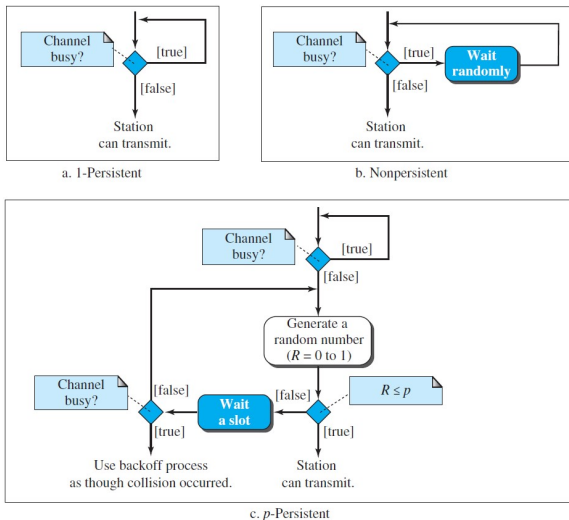 Channel
busy?
[true]
[false]
Station
can transmit.
a. 1-Persistent
Channel
busy?
[true]
Wait
randomly
[false]
Station
can transmit.
b. Nonpersistent
Channel
busy?
[true]
[false]
Generate a
random number
(R = 0 to 1)
Channel
busy?
[false]
Wait
a slot
[false]
R ≤ p
[true]
[true]
Use backoff process
as though collision occurred.
Station
can transmit.
c. p-Persistent